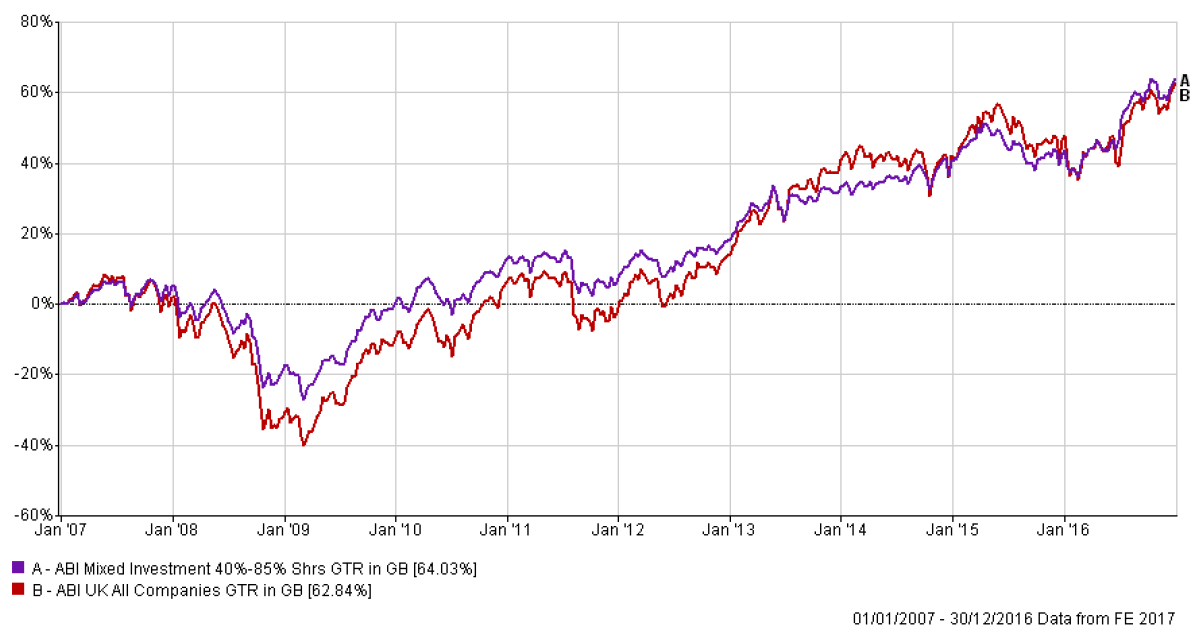 80%
60%
40%
20%
0%
-20%
-40%
-60%
A
B
Jan '07 Jan '08 Jan '09 Jan '10 Jan '11 Jan '12 Jan '13 Jan '14 Jan '15 Jan '16
A - ABI Mixed Investment 40%-85% Shrs GTR in GB [64.03%]
B - ABI UK All Companies GTR in GB [62.84%]
01/01/2007 - 30/12/2016 Data from FE 2017